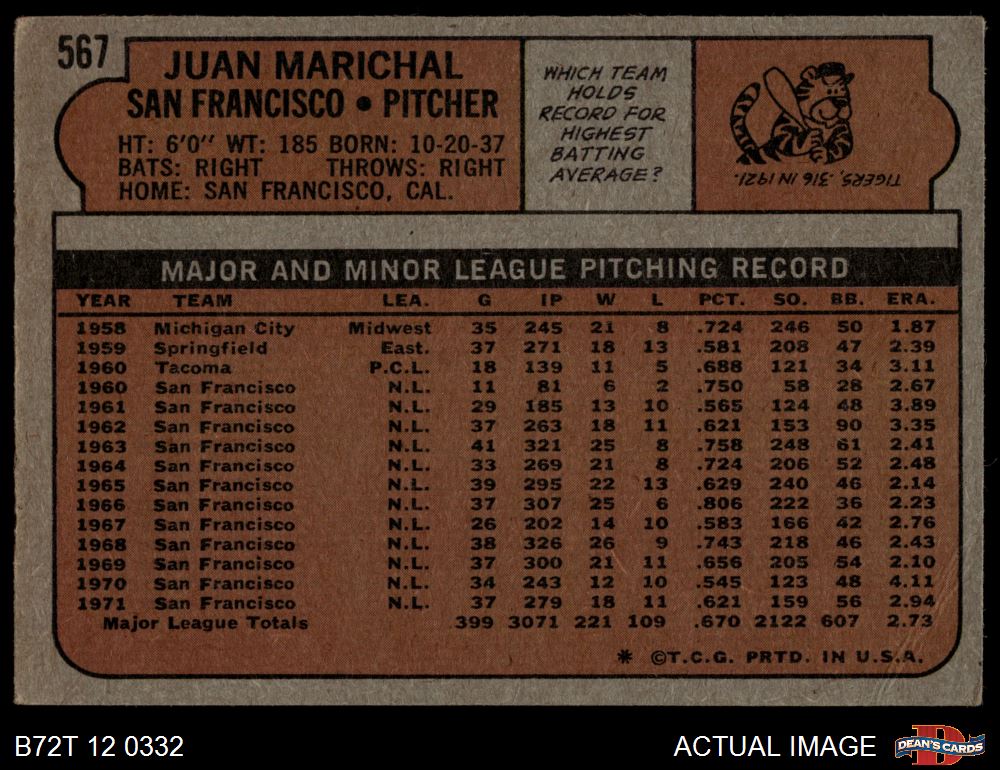 567
JUAN MARICHAL
SAN FRANCISCO • PITCHER
HT: 6'0" WT: 185 BORN: 10-20-37
BATS: RIGHT THROWS: RIGHT
HOME: SAN FRANCISCO, CAL.
WHICH TEAM
HOLDS
RECORD FOR
HIGHEST
BATTING
AVERAGE?
TIGERS, .316 IN 1921.
MAJOR AND MINOR LEAGUE PITCHING RECORD
YEAR TEAM LEA. G IP W L PCT. SO. BB. ERA.
1958 Michigan City Midwest 35 245 21 8 .724 246 50 1.87
1959 Springfield East. 37 271 18 13 .581 208 47 2.39
1960 Tacoma P.C.L. 18 139 11 5 .688 121 34 3.11
1960 San Francisco N.L. 11 81 6 2 .750 58 28 2.67
1961 San Francisco N.L. 29 185 13 10 .565 124 48 3.89
1962 San Francisco N.L. 37 263 18 11 .621 153 90 3.35
1963 San Francisco N.L. 41 321 25 8 .758 248 61 2.41
1964 San Francisco N.L. 33 269 21 8 .724 206 52 2.48
1965 San Francisco N.L. 39 295 22 13 .629 240 46 2.14
1966 San Francisco N.L. 37 307 25 6 .806 222 36 2.23
1967 San Francisco N.L. 26 202 14 10 .583 166 42 2.76
1968 San Francisco N.L. 38 326 26 9 .743 218 46 2.43
1969 San Francisco N.L. 37 300 21 11 .656 205 54 2.10
1970 San Francisco N.L. 34 243 12 10 .545 123 48 4.11
1971 San Francisco N.L. 37 279 18 11 .621 159 56 2.94
Major League Totals 399 3071 221 109 .670 2122 607 2.73
* ©T.C.G. PRTD. IN U.S.A.
B72T 12 0332
ACTUAL IMAGE
D
DEAN'S CARDS